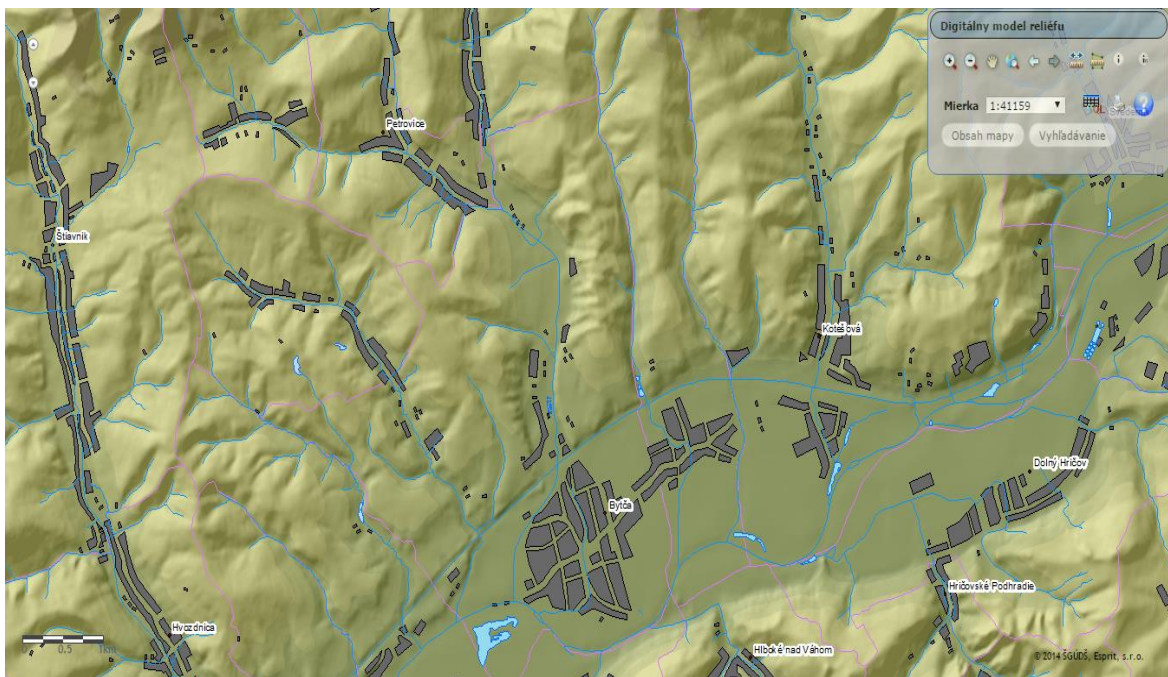 Digitálny model reliéfu
Mierka 1:41159
Obsah mapy Vyhľadávanie
Petrovice
Štiavnik
Kotešová
Dolný Hričov
Bytča
Hričovské Podhradie
Hvozdnica
Hlboké nad Váhom
0 0.5 1km
© 2014 ŠGÚDŠ, Esprit, s.r.o.